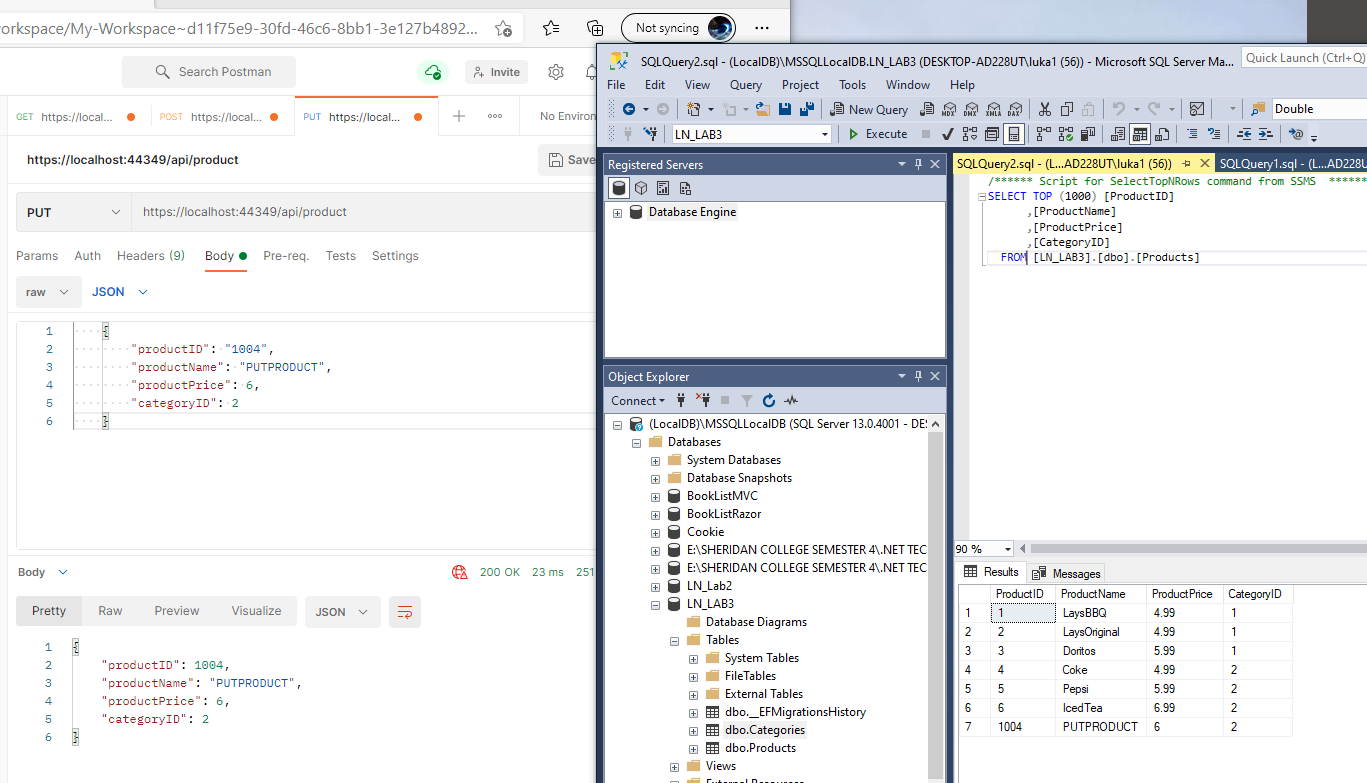 orkspace/My-Workspace~d11f75e9-30fd-46c6-8bb1-3e127b4892...
Not syncing
Search Postman
Invite
GET https://locaL...
POST https://locaL...
PUT https://locaL...
No Environ
https://localhost:44349/api/product
Save
PUT
https://localhost:44349/api/product
Params Auth Headers (9) Body Pre-req. Tests Settings
raw JSON
1 {
2 "productID": "1004",
3 "productName": "PUTPRODUCT",
4 "productPrice": 6,
5 "categoryID": 2
6 }
Body
200 OK 23 ms 251
Pretty Raw Preview Visualize JSON
1 {
2 "productID": 1004,
3 "productName": "PUTPRODUCT",
4 "productPrice": 6,
5 "categoryID": 2
6 }
SQLQuery2.sql - (LocalDB)\MSSQLLocalDB.LN_LAB3 (DESKTOP-AD228UT\luka1 (56)) - Microsoft SQL Server Ma...
Quick Launch (Ctrl+Q)
File Edit View Query Project Tools Window Help
New Query
MDX DMX XMLA DAX
Double
LN_LAB3
Execute
Registered Servers
Database Engine
Object Explorer
Connect
(LocalDB)\MSSQLLocalDB (SQL Server 13.0.4001 - DES
Databases
System Databases
Database Snapshots
BookListMVC
BookListRazor
Cookie
E:\SHERIDAN COLLEGE SEMESTER 4\.NET TEC
E:\SHERIDAN COLLEGE SEMESTER 4\.NET TEC
LN_Lab2
LN_LAB3
Database Diagrams
Tables
System Tables
FileTables
External Tables
dbo.__EFMigrationsHistory
dbo.Categories
dbo.Products
Views
External Resources
SQLQuery2.sql - (L...AD228UT\luka1 (56))
SQLQuery1.sql - (L...AD228U
/****** Script for SelectTopNRows command from SSMS ******
SELECT TOP (1000) [ProductID]
,[ProductName]
,[ProductPrice]
,[CategoryID]
FROM [LN_LAB3].[dbo].[Products]
90 %
Results Messages
ProductID ProductName ProductPrice CategoryID
1 1 LaysBBQ 4.99 1
2 2 LaysOriginal 4.99 1
3 3 Doritos 5.99 1
4 4 Coke 4.99 2
5 5 Pepsi 5.99 2
6 6 IcedTea 6.99 2
7 1004 PUTPRODUCT 6 2